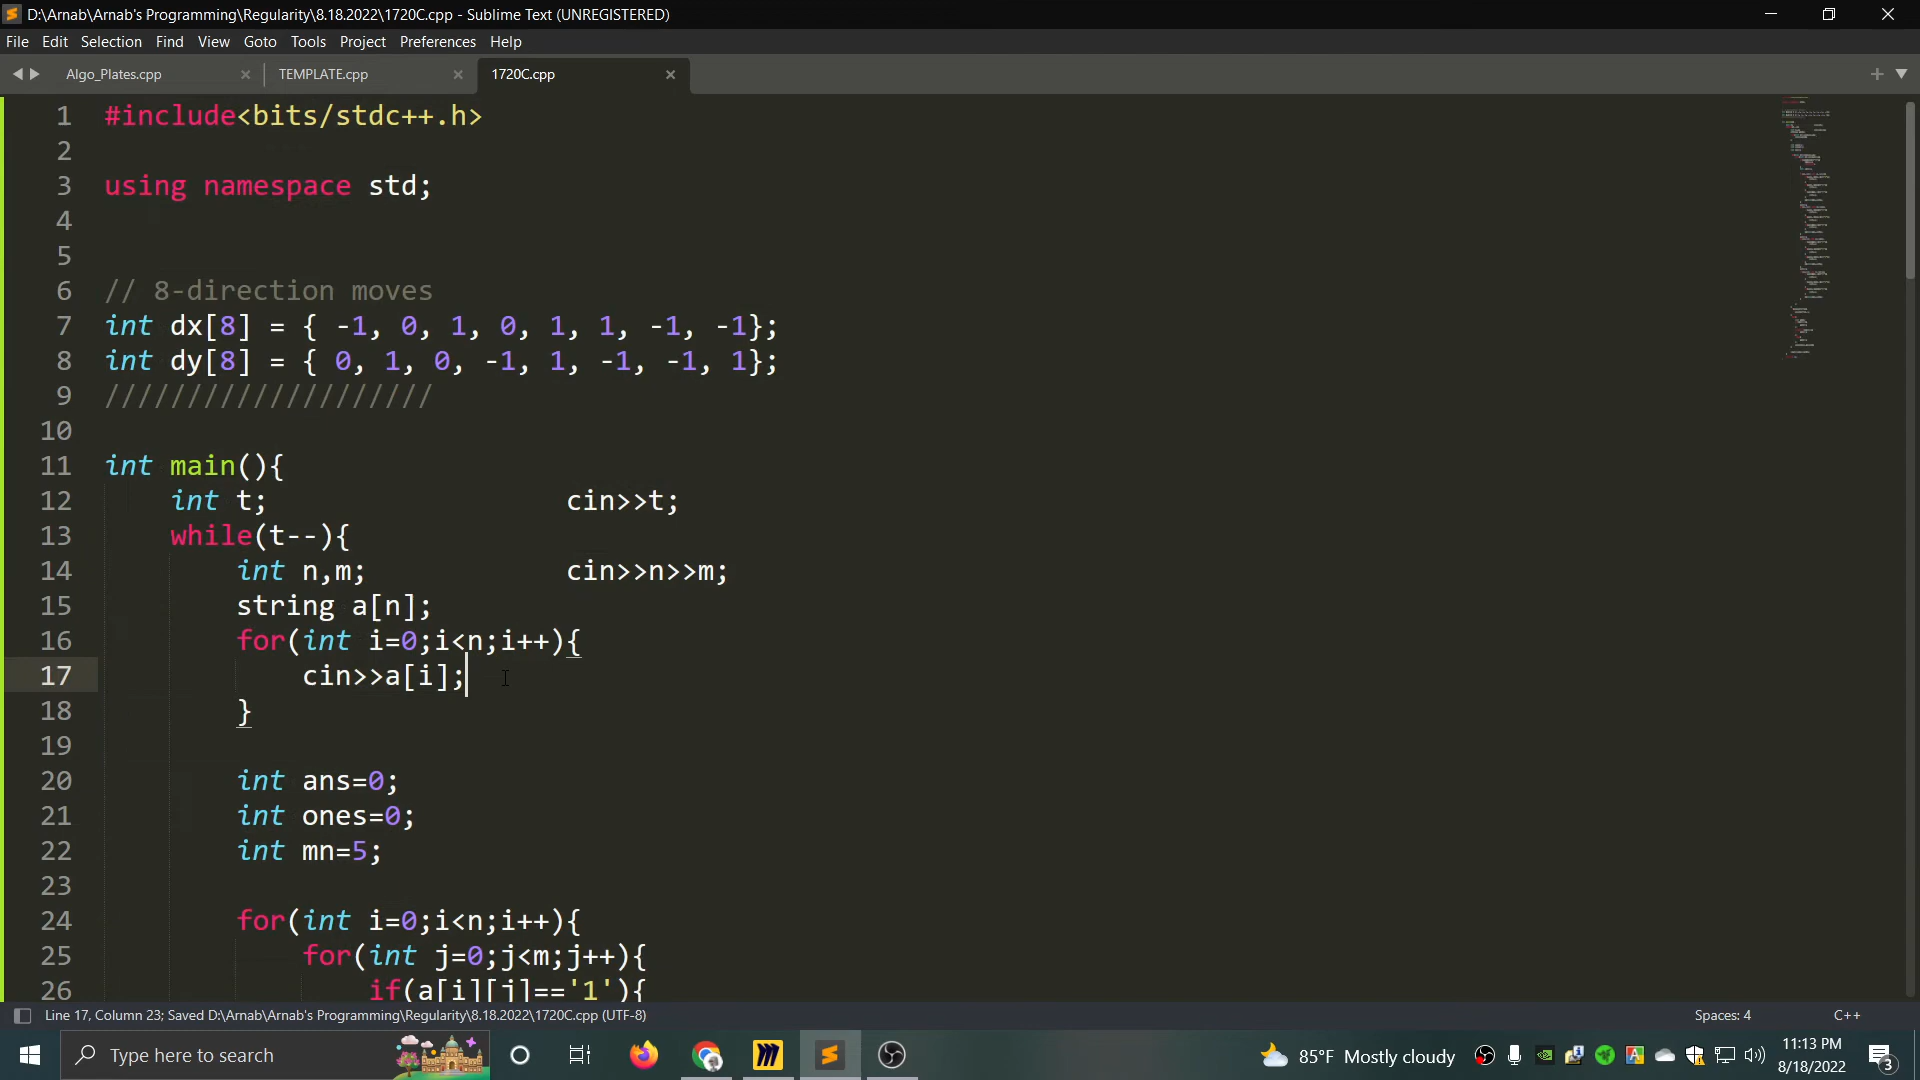 D:\Arnab\Arnab's Programming\Regularity\8.18.2022\1720C.cpp - Sublime Text (UNREGISTERED)
File Edit Selection Find View Goto Tools Project Preferences Help
Algo_Plates.cpp TEMPLATE.cpp 1720C.cpp
1 #include<bits/stdc++.h>
2
3 using namespace std;
4
5
6 // 8-direction moves
7 int dx[8] = { -1, 0, 1, 0, 1, 1, -1, -1};
8 int dy[8] = { 0, 1, 0, -1, 1, -1, -1, 1};
9 ////////////////////
10
11 int main(){
12 int t; cin>>t;
13 while(t--){
14 int n,m; cin>>n>>m;
15 string a[n];
16 for(int i=0;i<n;i++){
17 cin>>a[i];
18 }
19
20 int ans=0;
21 int ones=0;
22 int mn=5;
23
24 for(int i=0;i<n;i++){
25 for(int j=0;j<m;j++){
26 if(a[i][j]=='1'){
Line 17, Column 23; Saved D:\Arnab\Arnab's Programming\Regularity\8.18.2022\1720C.cpp (UTF-8) Spaces: 4 C++
Type here to search 85°F Mostly cloudy 11:13 PM
8/18/2022 3